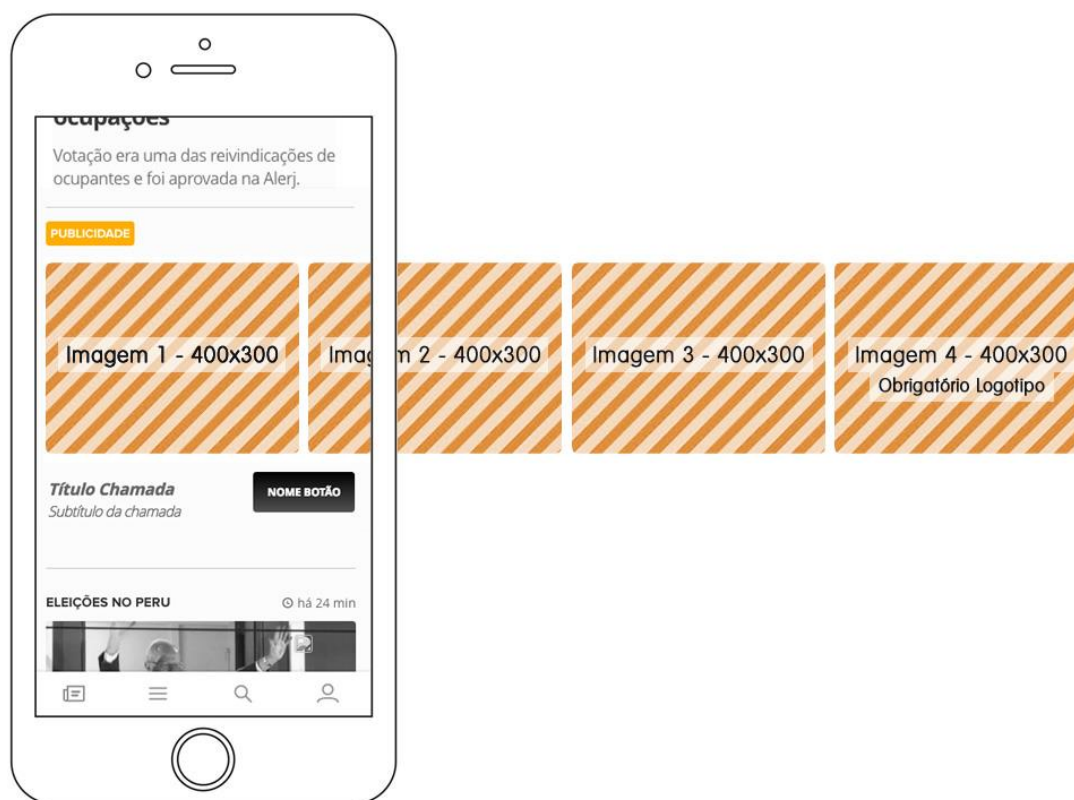 ocupações
Votação era uma das reivindicações de
ocupantes e foi aprovada na Alerj.
PUBLICIDADE
Imagem 1 - 400x300
Imagem 2 - 400x300
Imagem 3 - 400x300
Imagem 4 - 400x300
Obrigatório Logotipo
Título Chamada
Subtítulo da chamada
NOME BOTÃO
ELEIÇÕES NO PERU
há 24 min